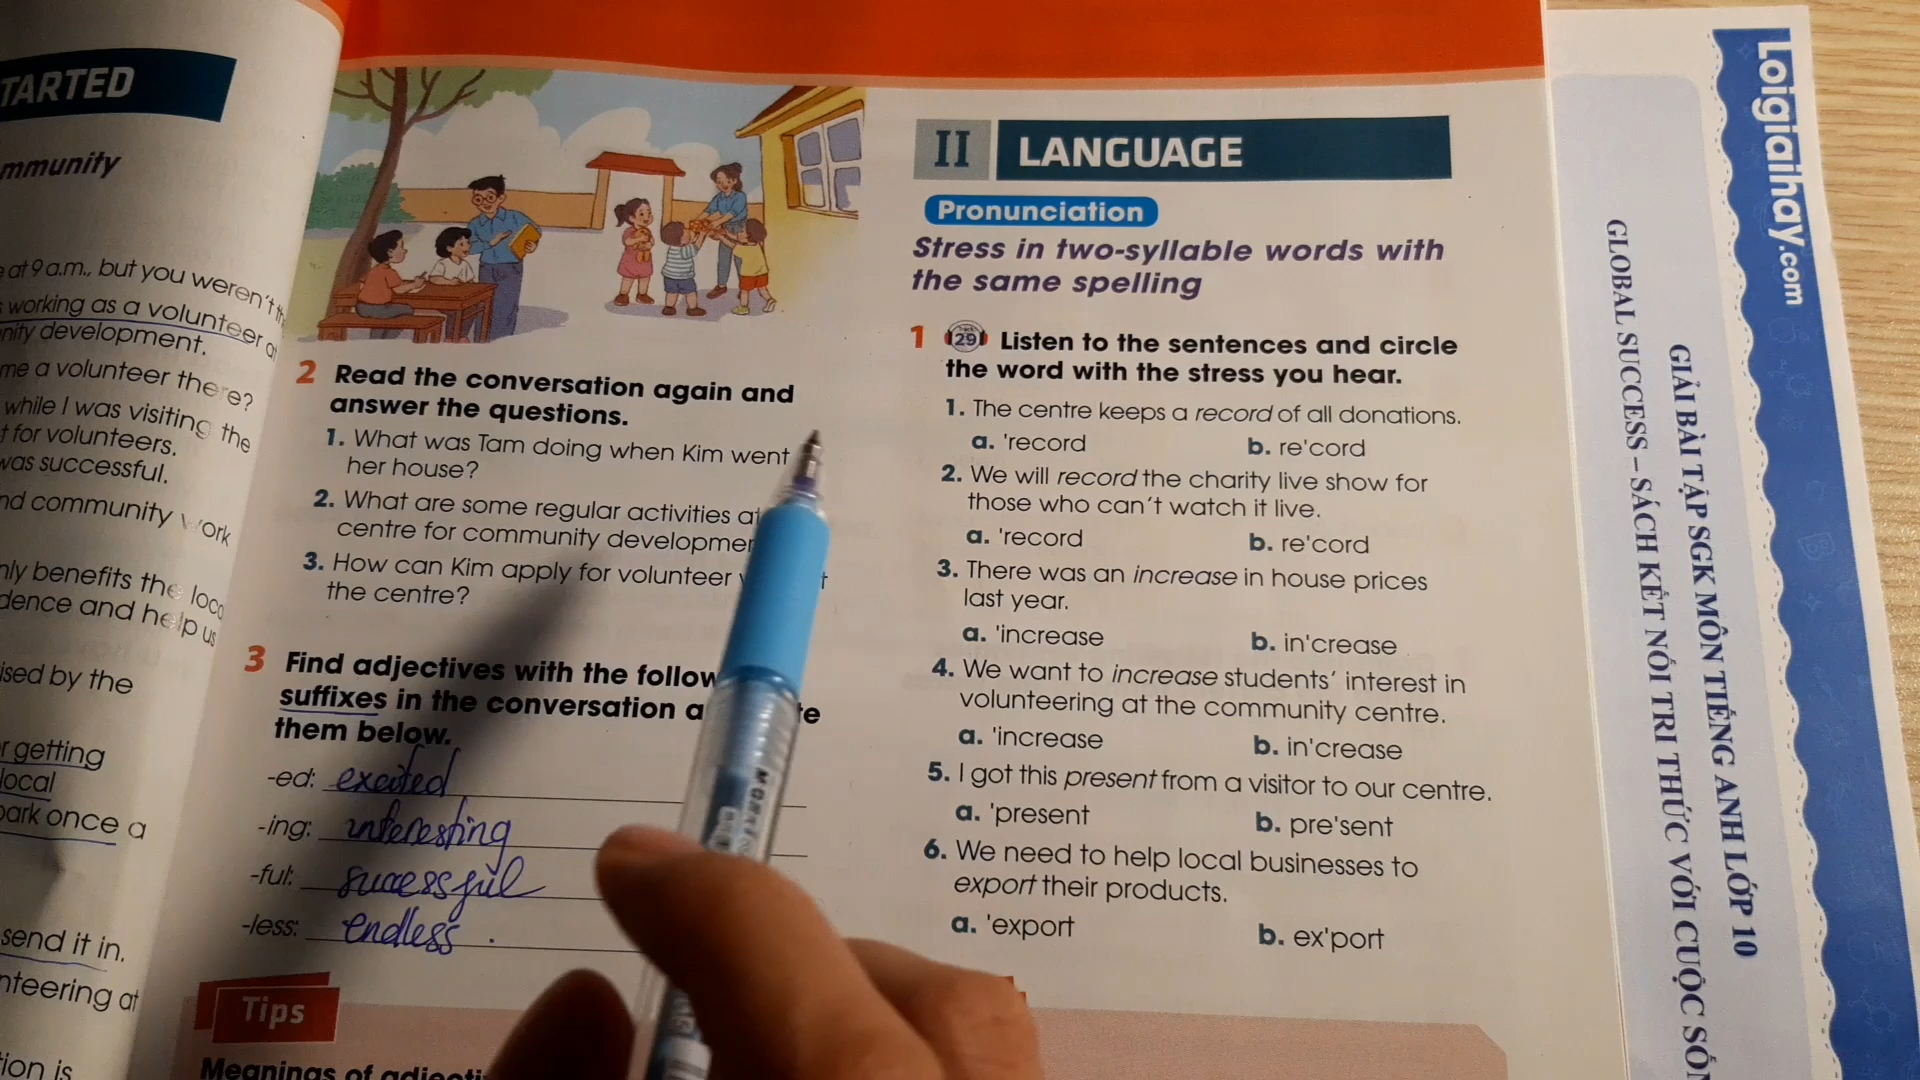 TARTED
mmunity
at 9 a.m., but you weren't
working as a volunteer
nity development.
me a volunteer there?
while I was visiting the
t for volunteers.
was successful.
nd community work
nly benefits the
dence and help us
ised by the
r getting
local
park once a
send it in.
nteering at
tion is
2 Read the conversation again and
answer the questions.
1. What was Tam doing when Kim went
her house?
2. What are some regular activities
centre for community
3. How can Kim apply for volunteer
the centre?
3 Find adjectives with the
suffixes in the conversation
them below.
-ed: excited
-ing: interesting
-ful: successful
-less: endless.
Tips
Meanings of
II LANGUAGE
Pronunciation
Stress in two-syllable words with
the same spelling
1 Track 29 Listen to the sentences and circle
the word with the stress you hear.
1. The centre keeps a record of all donations.
a. 'record b. re'cord
2. We will record the charity live show for
those who can't watch it live.
a. 'record b. re'cord
3. There was an increase in house prices
last year.
a. 'increase b. in'crease
4. We want to increase students' interest in
volunteering at the community centre.
a. 'increase b. in'crease
5. I got this present from a visitor to our centre.
a. 'present b. pre'sent
6. We need to help local businesses to
export their products.
a. 'export b. ex'port
Loigiaihay.com
GIẢI BÀI TẬP SGK MÔN TIẾNG ANH LỚP 10
GLOBAL SUCCESS – SÁCH KẾT NỐI TRI THỨC VỚI CUỘC